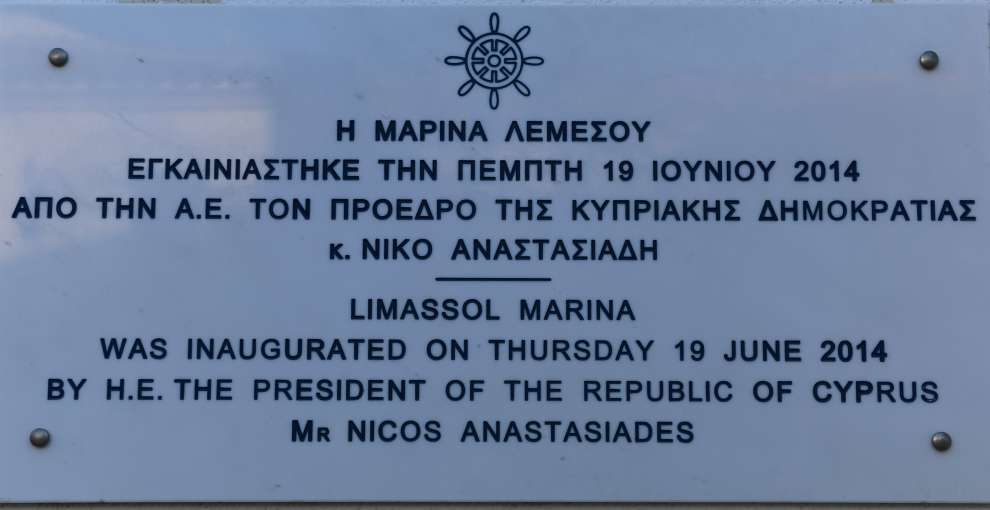 Η ΜΑΡΙΝΑ ΛΕΜΕΣΟΥ
ΕΓΚΑΙΝΙΑΣΤΗΚΕ ΤΗΝ ΠΕΜΠΤΗ 19 ΙΟΥΝΙΟΥ 2014
ΑΠΟ ΤΗΝ Α.Ε. ΤΟΝ ΠΡΟΕΔΡΟ ΤΗΣ ΚΥΠΡΙΑΚΗΣ ΔΗΜΟΚΡΑΤΙΑΣ
κ. ΝΙΚΟ ΑΝΑΣΤΑΣΙΑΔΗ
LIMASSOL MARINA
WAS INAUGURATED ON THURSDAY 19 JUNE 2014
BY H.E. THE PRESIDENT OF THE REPUBLIC OF CYPRUS
MR NICOS ANASTASIADES